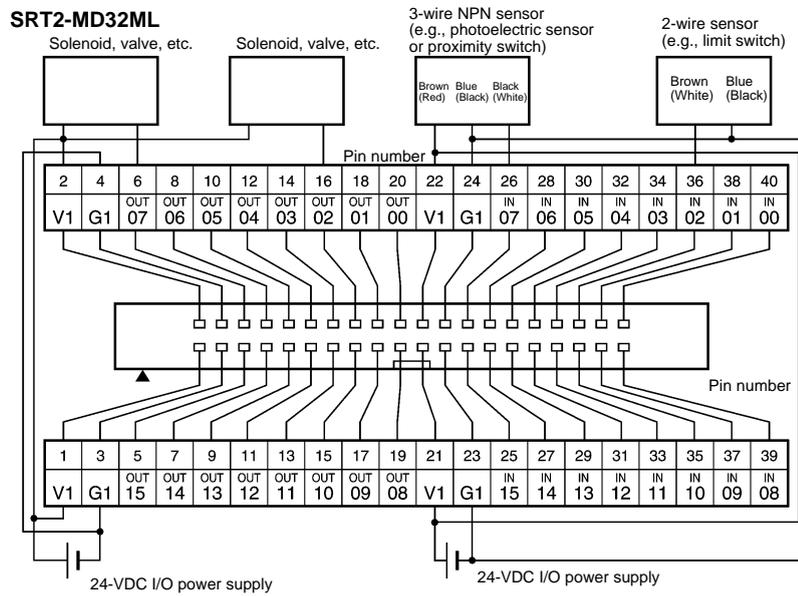 SRT2-MD32ML
Solenoid, valve, etc.
Solenoid, valve, etc.
3-wire NPN sensor
(e.g., photoelectric sensor
or proximity switch)
2-wire sensor
(e.g., limit switch)
Brown Blue Black
(Red) (Black) (White)
Brown Blue
(White) (Black)
Pin number
2 4 6 8 10 12 14 16 18 20 22 24 26 28 30 32 34 36 38 40
OUT OUT OUT OUT OUT OUT OUT OUT IN IN IN IN IN IN IN IN
V1 G1 07 06 05 04 03 02 01 00 V1 G1 07 06 05 04 03 02 01 00
Pin number
1 3 5 7 9 11 13 15 17 19 21 23 25 27 29 31 33 35 37 39
OUT OUT OUT OUT OUT OUT OUT OUT IN IN IN IN IN IN IN IN
V1 G1 15 14 13 12 11 10 09 08 V1 G1 15 14 13 12 11 10 09 08
24-VDC I/O power supply
24-VDC I/O power supply